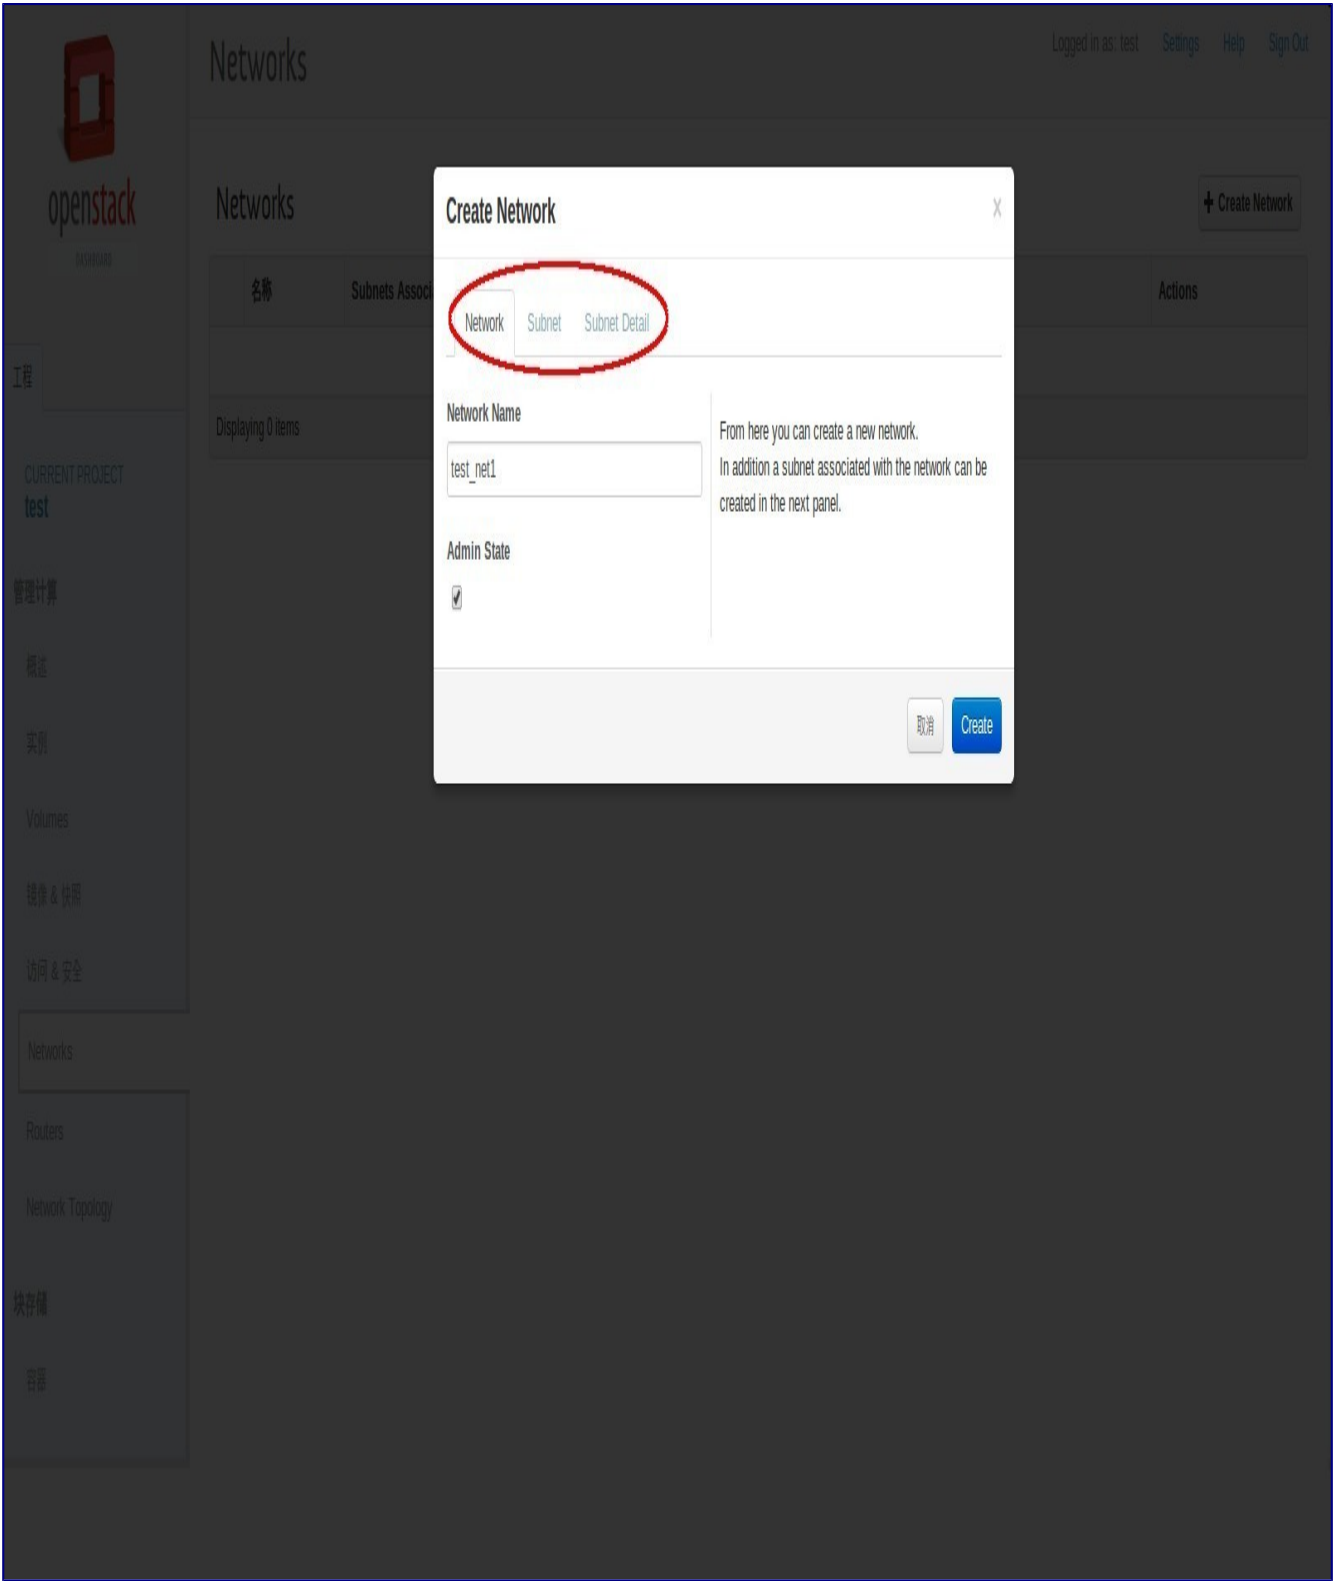 Networks
Logged in as: test Settings Help Sign Out
openstack
DASHBOARD
Networks
+ Create Network
名称 Subnets Associ Actions
Displaying 0 items
工程
CURRENT PROJECT
test
管理计算
概述
实例
Volumes
镜像 & 快照
访问 & 安全
Networks
Routers
Network Topology
块存储
容器
Create Network
x
Network Subnet Subnet Detail
Network Name
test_net1
Admin State
From here you can create a new network.
In addition a subnet associated with the network can be
created in the next panel.
取消 Create